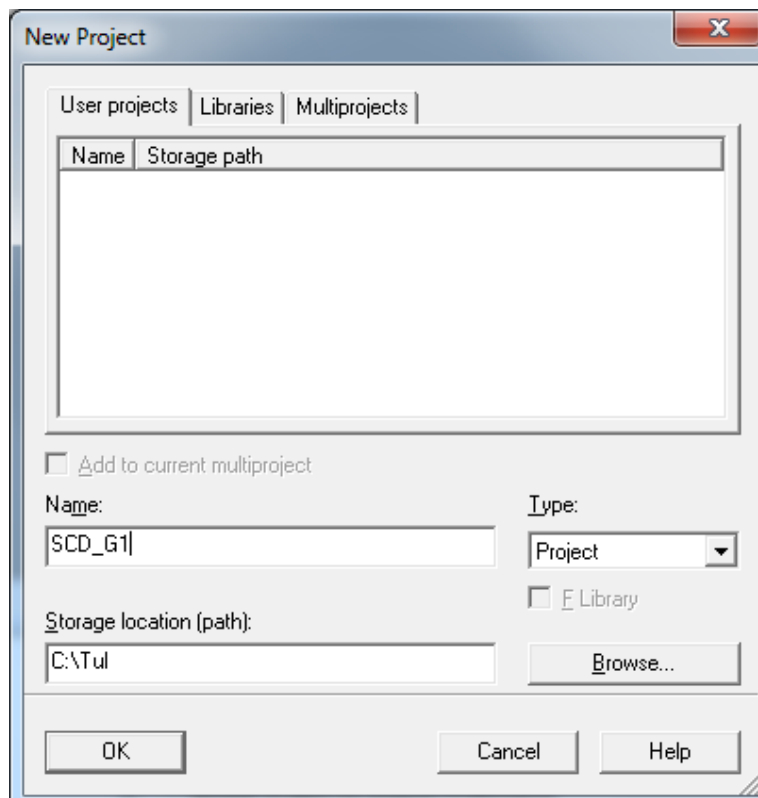 New Project
User projects Libraries Multiprojects
Name Storage path
Add to current multiproject
Name: Type:
SCD_G1 Project
F Library
Storage location (path):
C:\Tul Browse...
OK Cancel Help